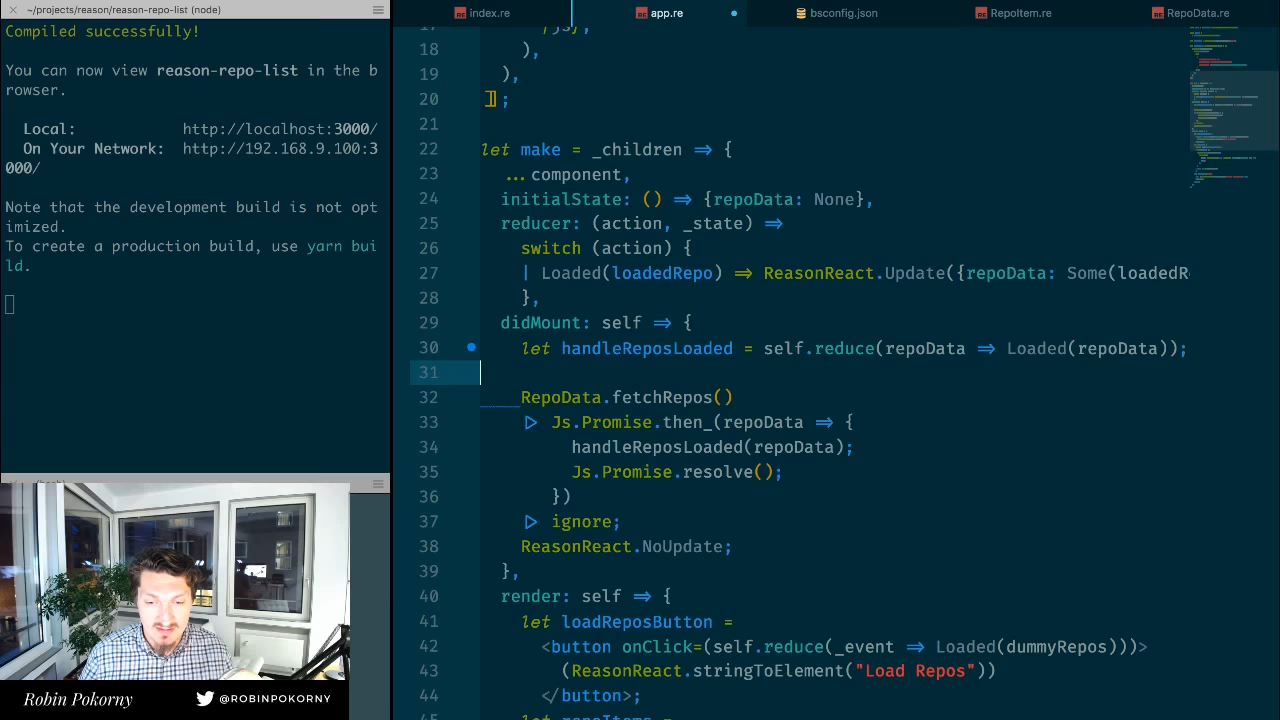 ~/projects/reason/reason-repo-list (node)
Compiled successfully!
You can now view reason-repo-list in the b
rowser.
Local: http://localhost:3000/
On Your Network: http://192.168.9.100:3
000/
Note that the development build is not opt
imized.
To create a production build, use yarn bui
ld.
Robin Pokorny @ROBINPOKORNY
index.re app.re bsconfig.json RepoItem.re RepoData.re
18 ),
19 ),
20 |];
21
22 let make = _children => {
23 ...component,
24 initialState: () => {repoData: None},
25 reducer: (action, _state) =>
26 switch (action) {
27 | Loaded(loadedRepo) => ReasonReact.Update({repoData: Some(loadedR
28 },
29 didMount: self => {
30 let handleReposLoaded = self.reduce(repoData => Loaded(repoData));
31
32 RepoData.fetchRepos()
33 |> Js.Promise.then_(repoData => {
34 handleReposLoaded(repoData);
35 Js.Promise.resolve();
36 })
37 |> ignore;
38 ReasonReact.NoUpdate;
39 },
40 render: self => {
41 let loadReposButton =
42 <button onClick=(self.reduce(_event => Loaded(dummyRepos)))>
43 (ReasonReact.stringToElement("Load Repos"))
44 </button>;